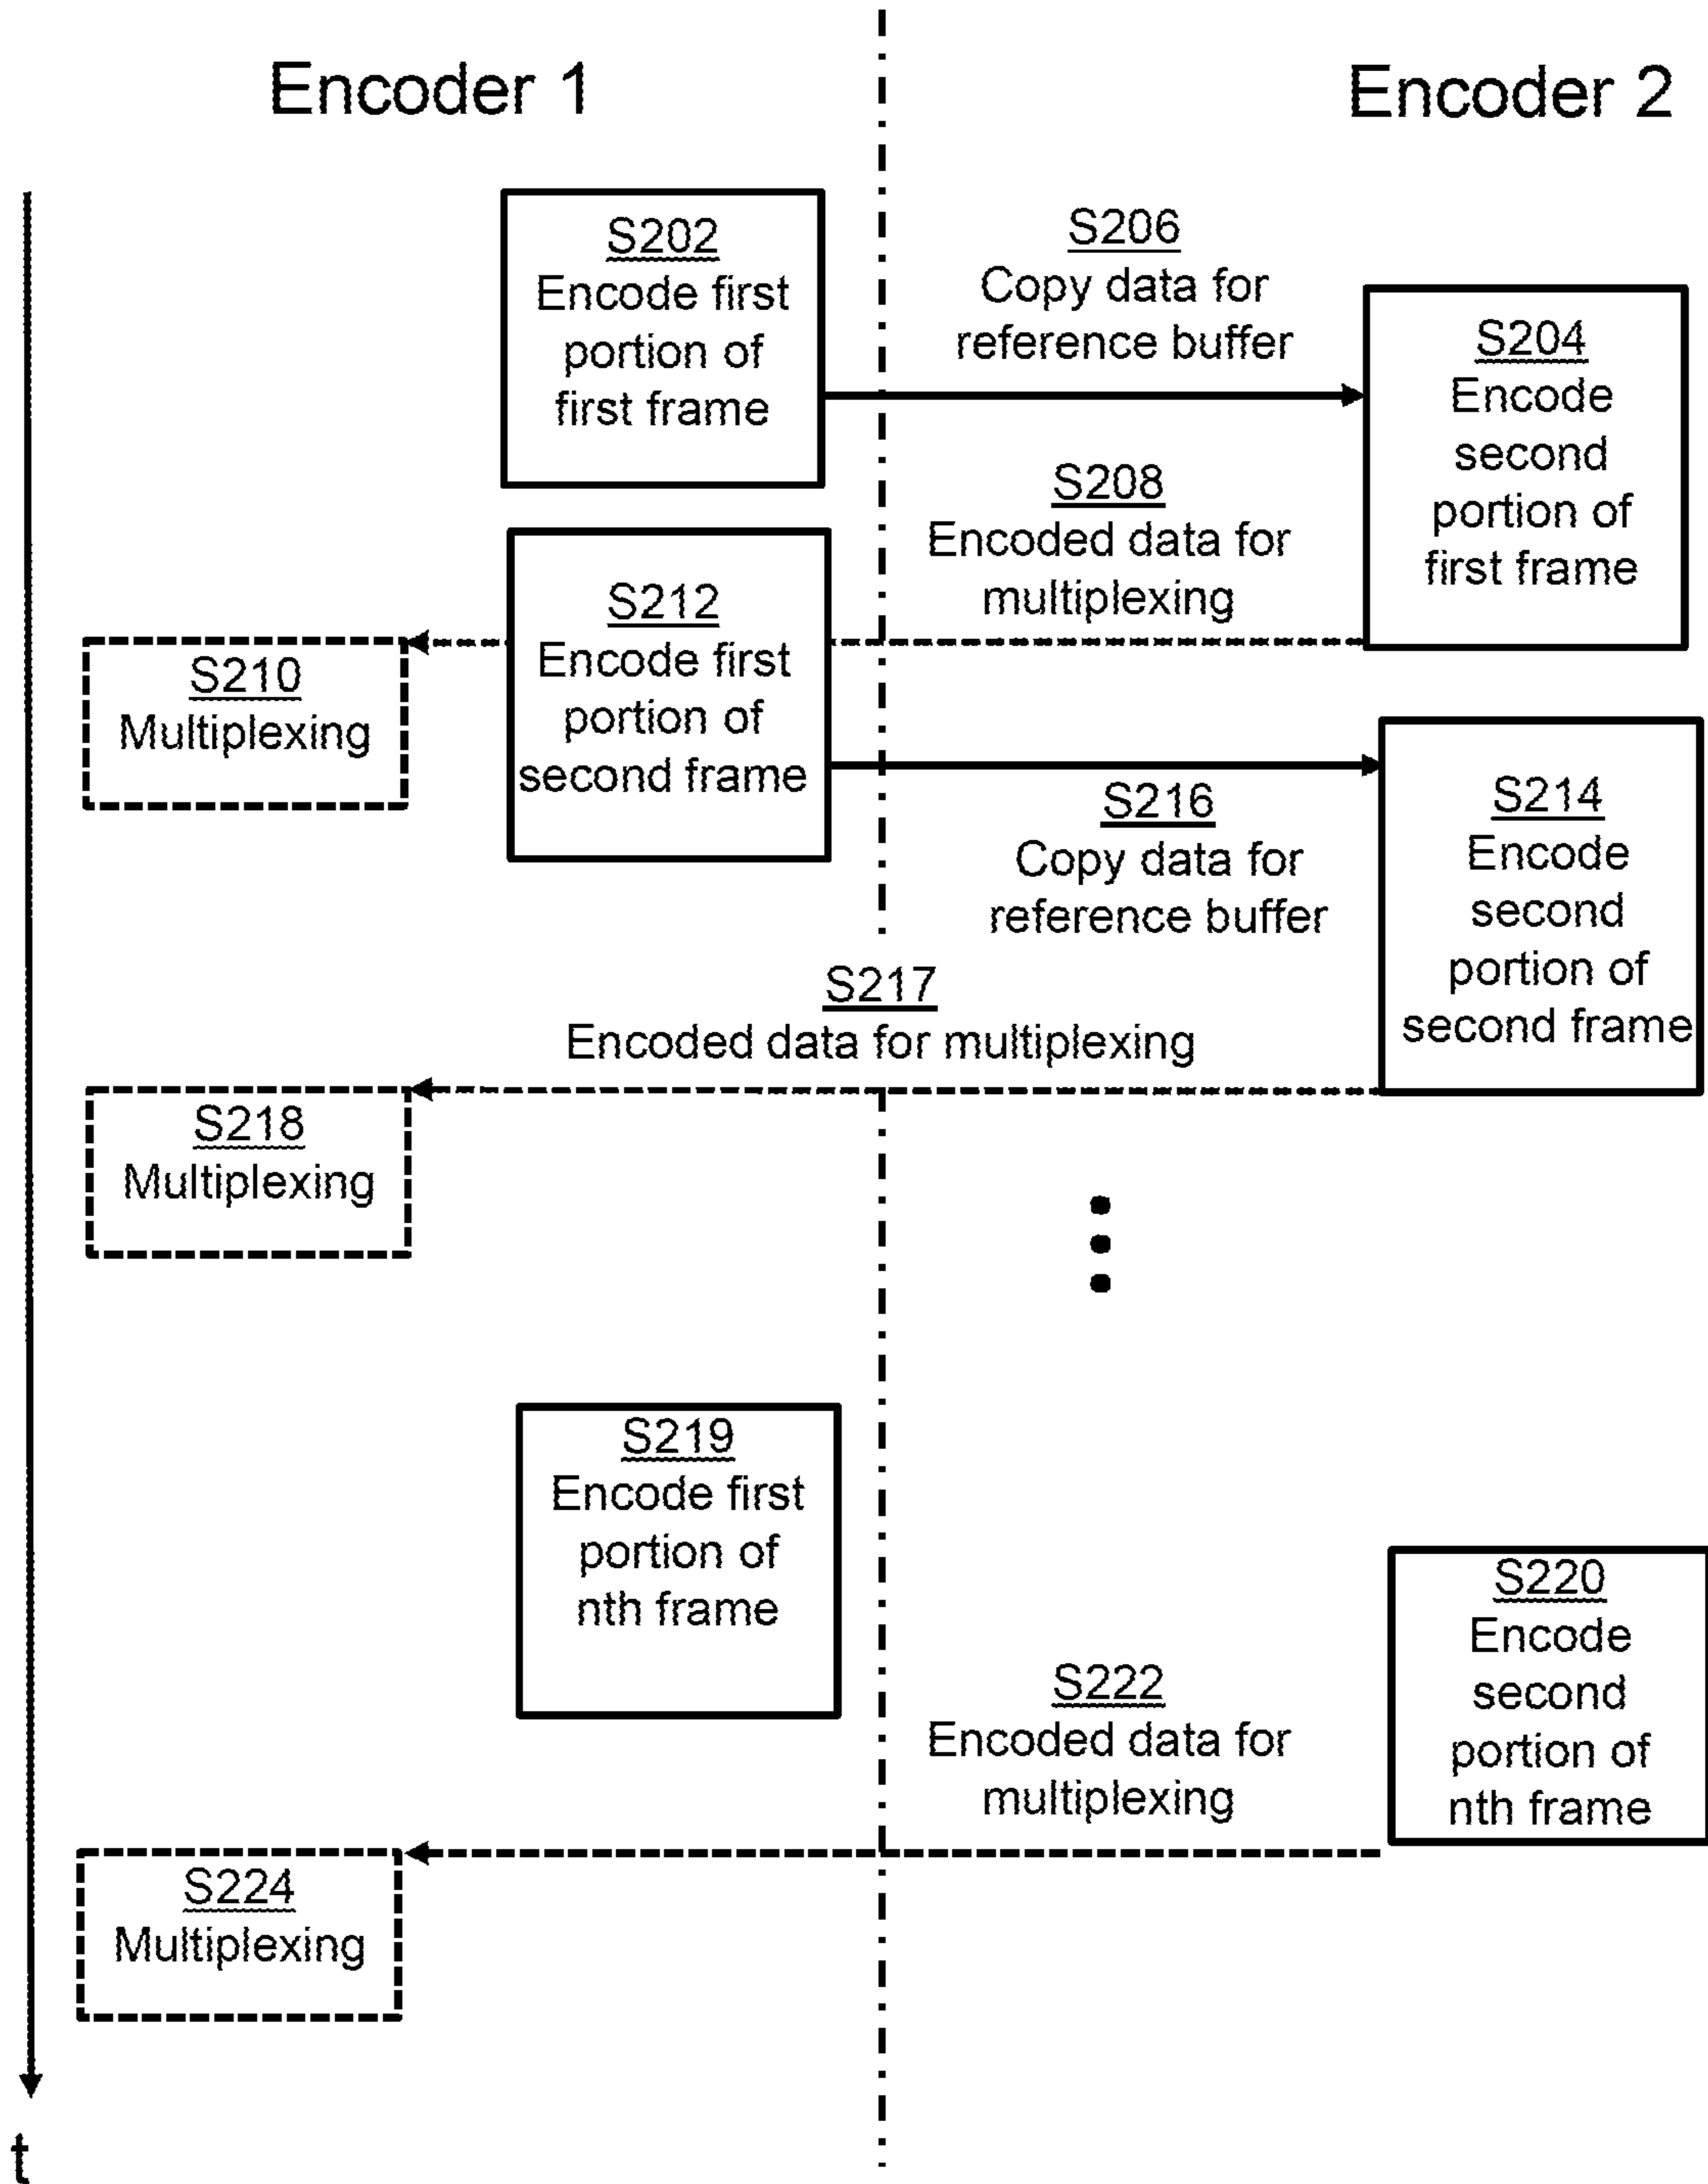 Encoder 1
Encoder 2
S202
Encode first
portion of
first frame
S206
Copy data for
reference buffer
S204
Encode
second
portion of
first frame
S208
Encoded data for
multiplexing
S212
Encode first
portion of
second frame
S210
Multiplexing
S216
Copy data for
reference buffer
S214
Encode
second
portion of
second frame
S217
Encoded data for multiplexing
S218
Multiplexing
S219
Encode first
portion of
nth frame
S220
Encode
second
portion of
nth frame
S222
Encoded data for
multiplexing
S224
Multiplexing
t